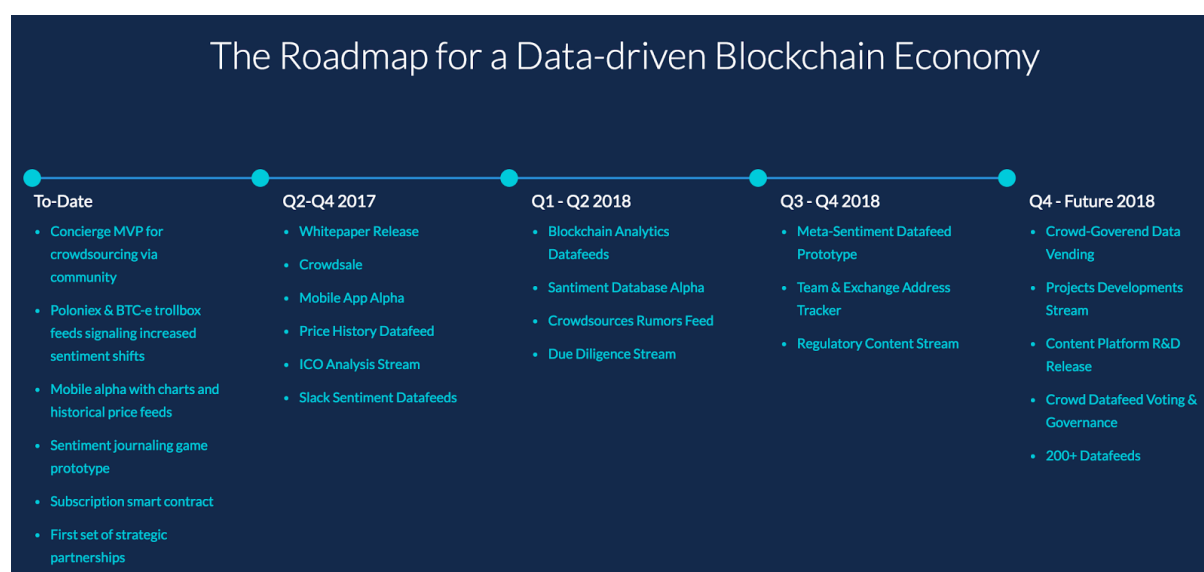 The Roadmap for a Data-driven Blockchain Economy
To-Date
• Concierge MVP for
crowdsourcing via
community
• Poloniex & BTC-e trollbox
feeds signaling increased
sentiment shifts
• Mobile alpha with charts and
historical price feeds
• Sentiment journaling game
prototype
• Subscription smart contract
• First set of strategic
partnerships
Q2-Q4 2017
• Whitepaper Release
• Crowdsale
• Mobile App Alpha
• Price History Datafeed
• ICO Analysis Stream
• Slack Sentiment Datafeeds
Q1 - Q2 2018
• Blockchain Analytics
Datafeeds
• Santiment Database Alpha
• Crowdsources Rumors Feed
• Due Diligence Stream
Q3 - Q4 2018
• Meta-Sentiment Datafeed
Prototype
• Team & Exchange Address
Tracker
• Regulatory Content Stream
Q4 - Future 2018
• Crowd-Goverend Data
Vending
• Projects Developments
Stream
• Content Platform R&D
Release
• Crowd Datafeed Voting &
Governance
• 200+ Datafeeds